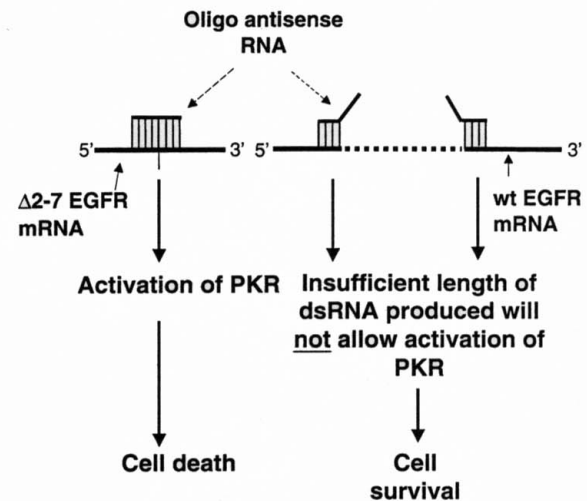 Oligo antisense
RNA
5'
3'
5'
3'
Δ2-7 EGFR
mRNA
wt EGFR
mRNA
Activation of PKR
Insufficient length of
dsRNA produced will
not allow activation of
PKR
Cell death
Cell
survival